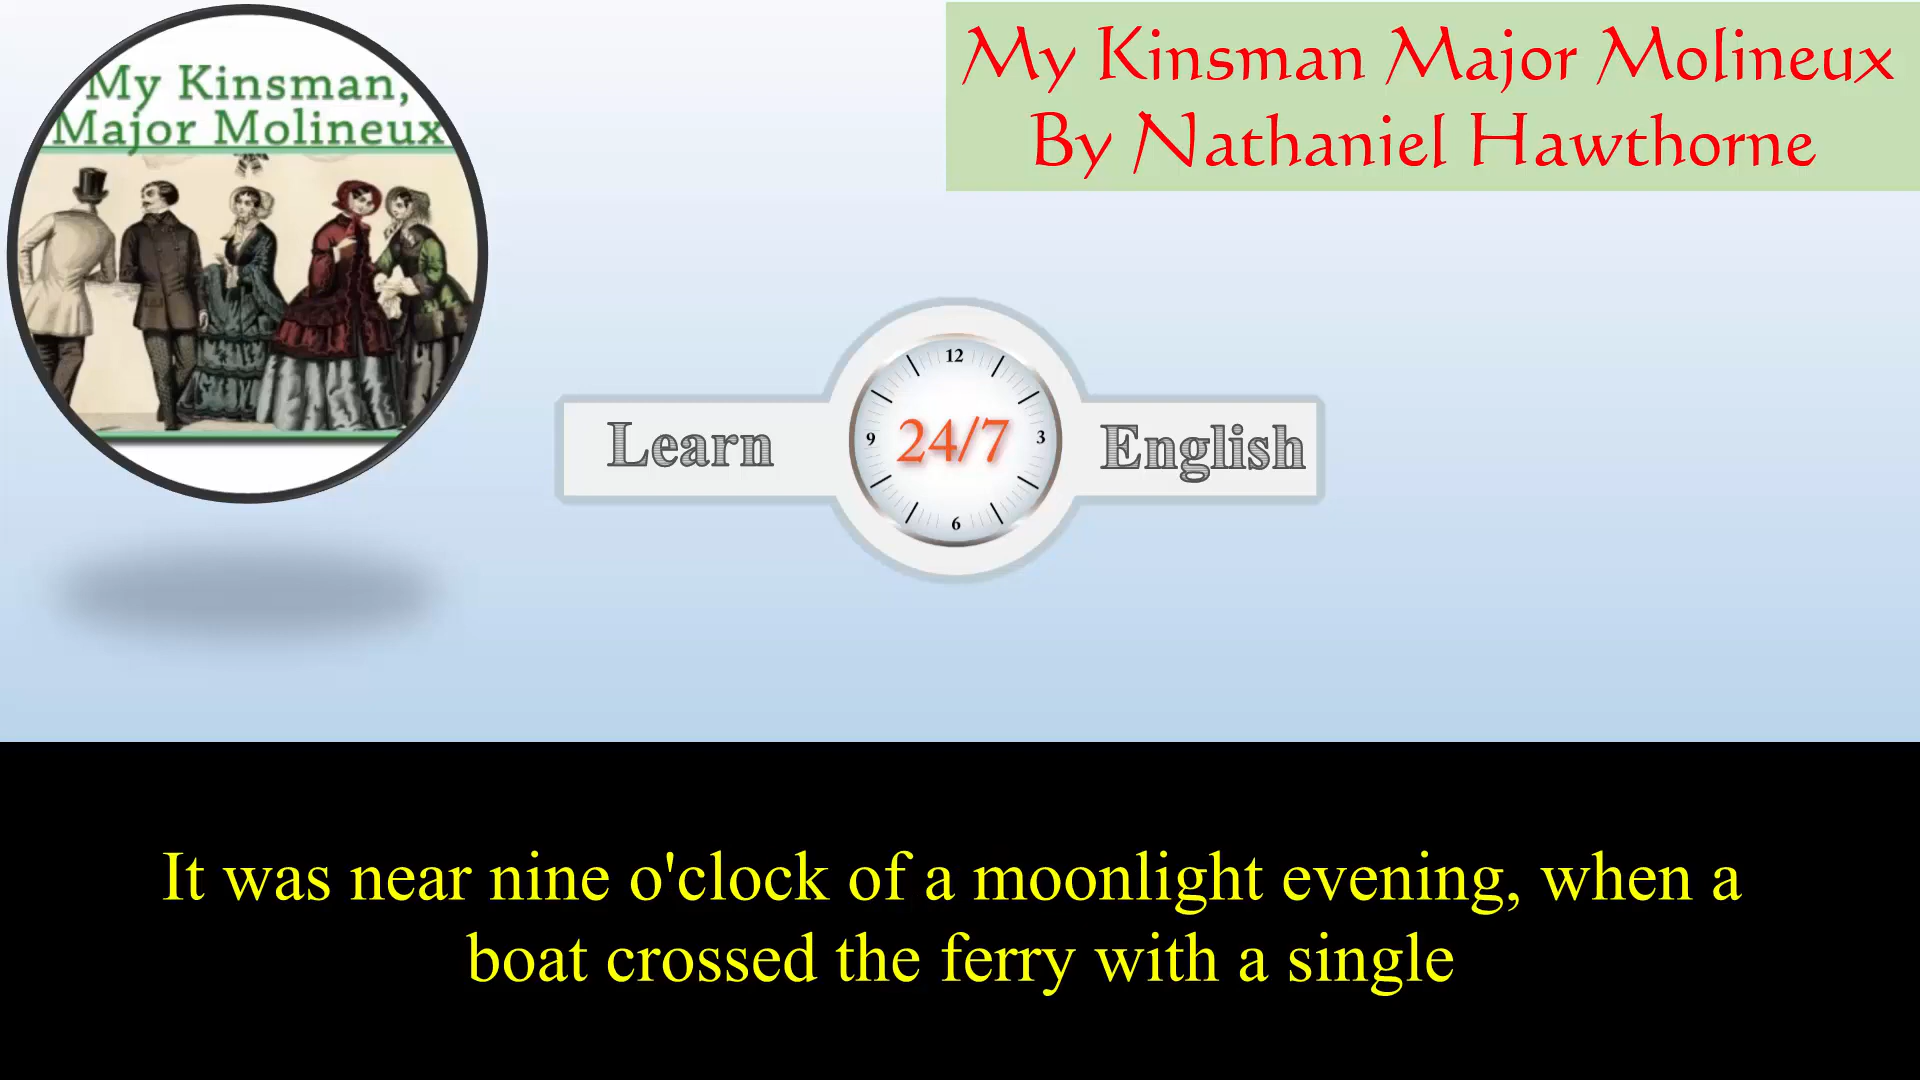 My Kinsman,
Major Molineux
My Kinsman Major Molineux
By Nathaniel Hawthorne
12
9
3
6
Learn
24/7
English
It was near nine o'clock of a moonlight evening, when a
boat crossed the ferry with a single